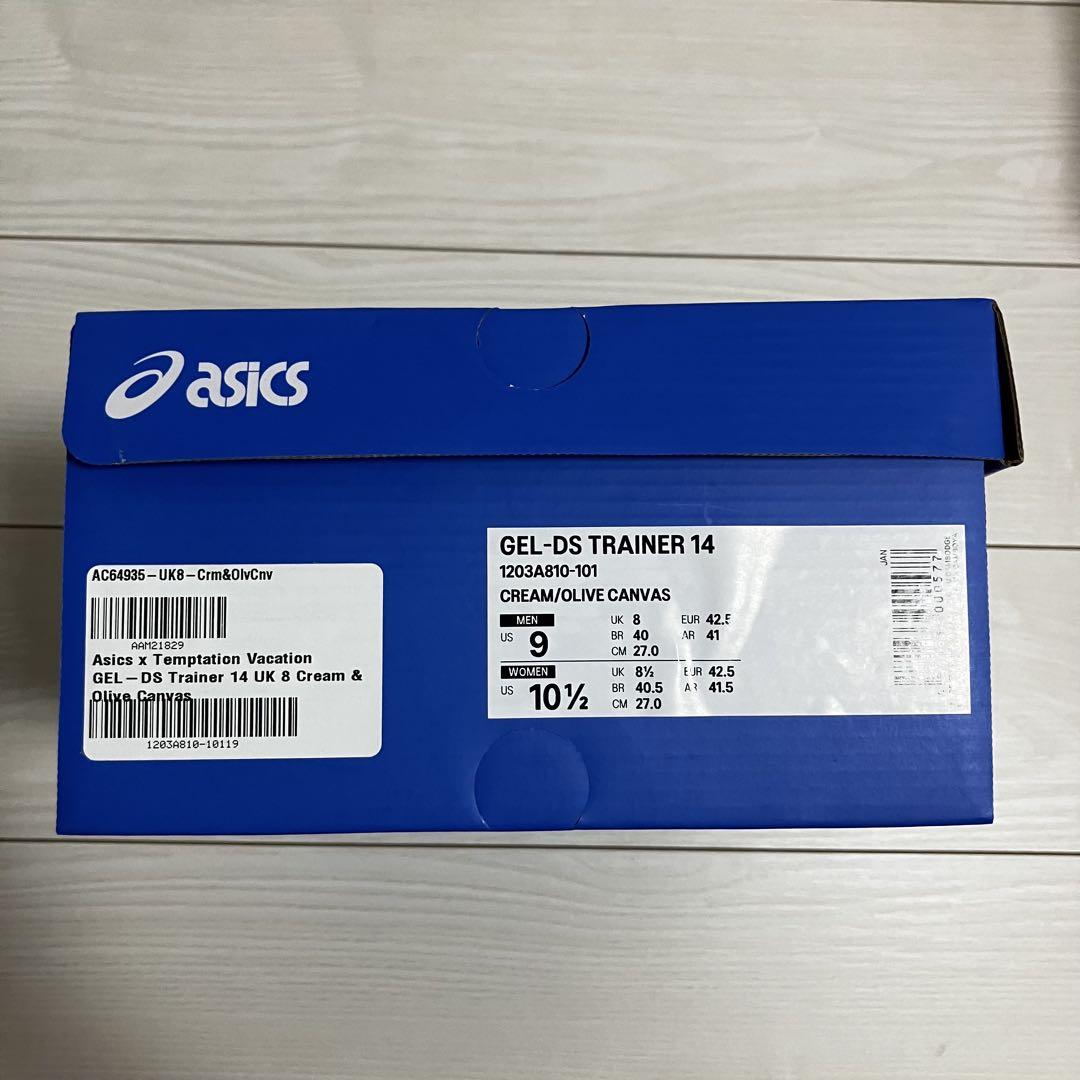 asics
AC64935-UK8-Crm&OlvCnv
AAM21829
Asics x Temptation Vacation
GEL-DS Trainer 14 UK 8 Cream &
Olive Canvas
1203A810-10119
GEL-DS TRAINER 14
1203A810-101
CREAM/OLIVE CANVAS
MEN
US 9
UK 8 EUR 42.5
BR 40 AR 41
CM 27.0
WOMEN
US 10½
UK 8½ EUR 42.5
BR 40.5 AR 41.5
CM 27.0
JAN